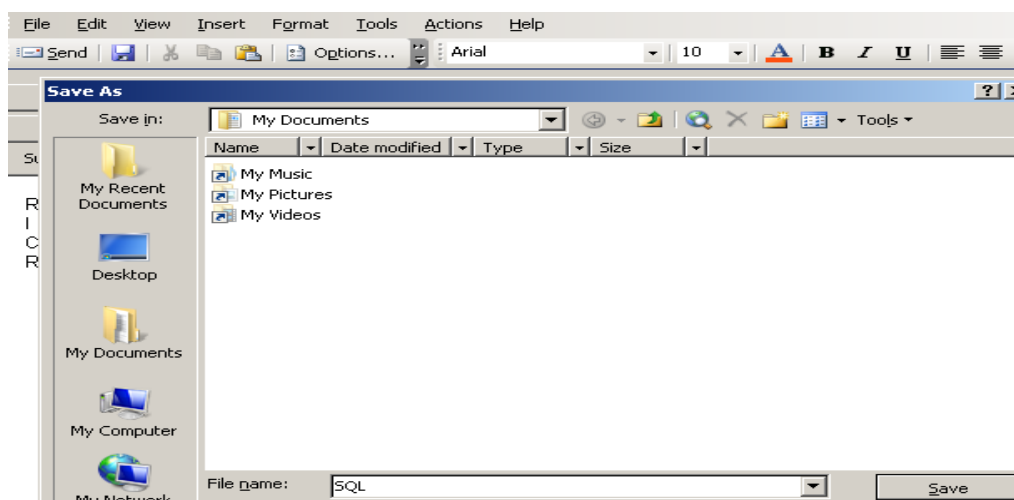 File Edit View Insert Format Tools Actions Help
Send Options... Arial 10 A B I U
Save As
Save in: My Documents Tools
Name Date modified Type Size
My Music
My Pictures
My Videos
My Recent
Documents
Desktop
My Documents
My Computer
My Network
File name: SQL Save
R
I
C
R